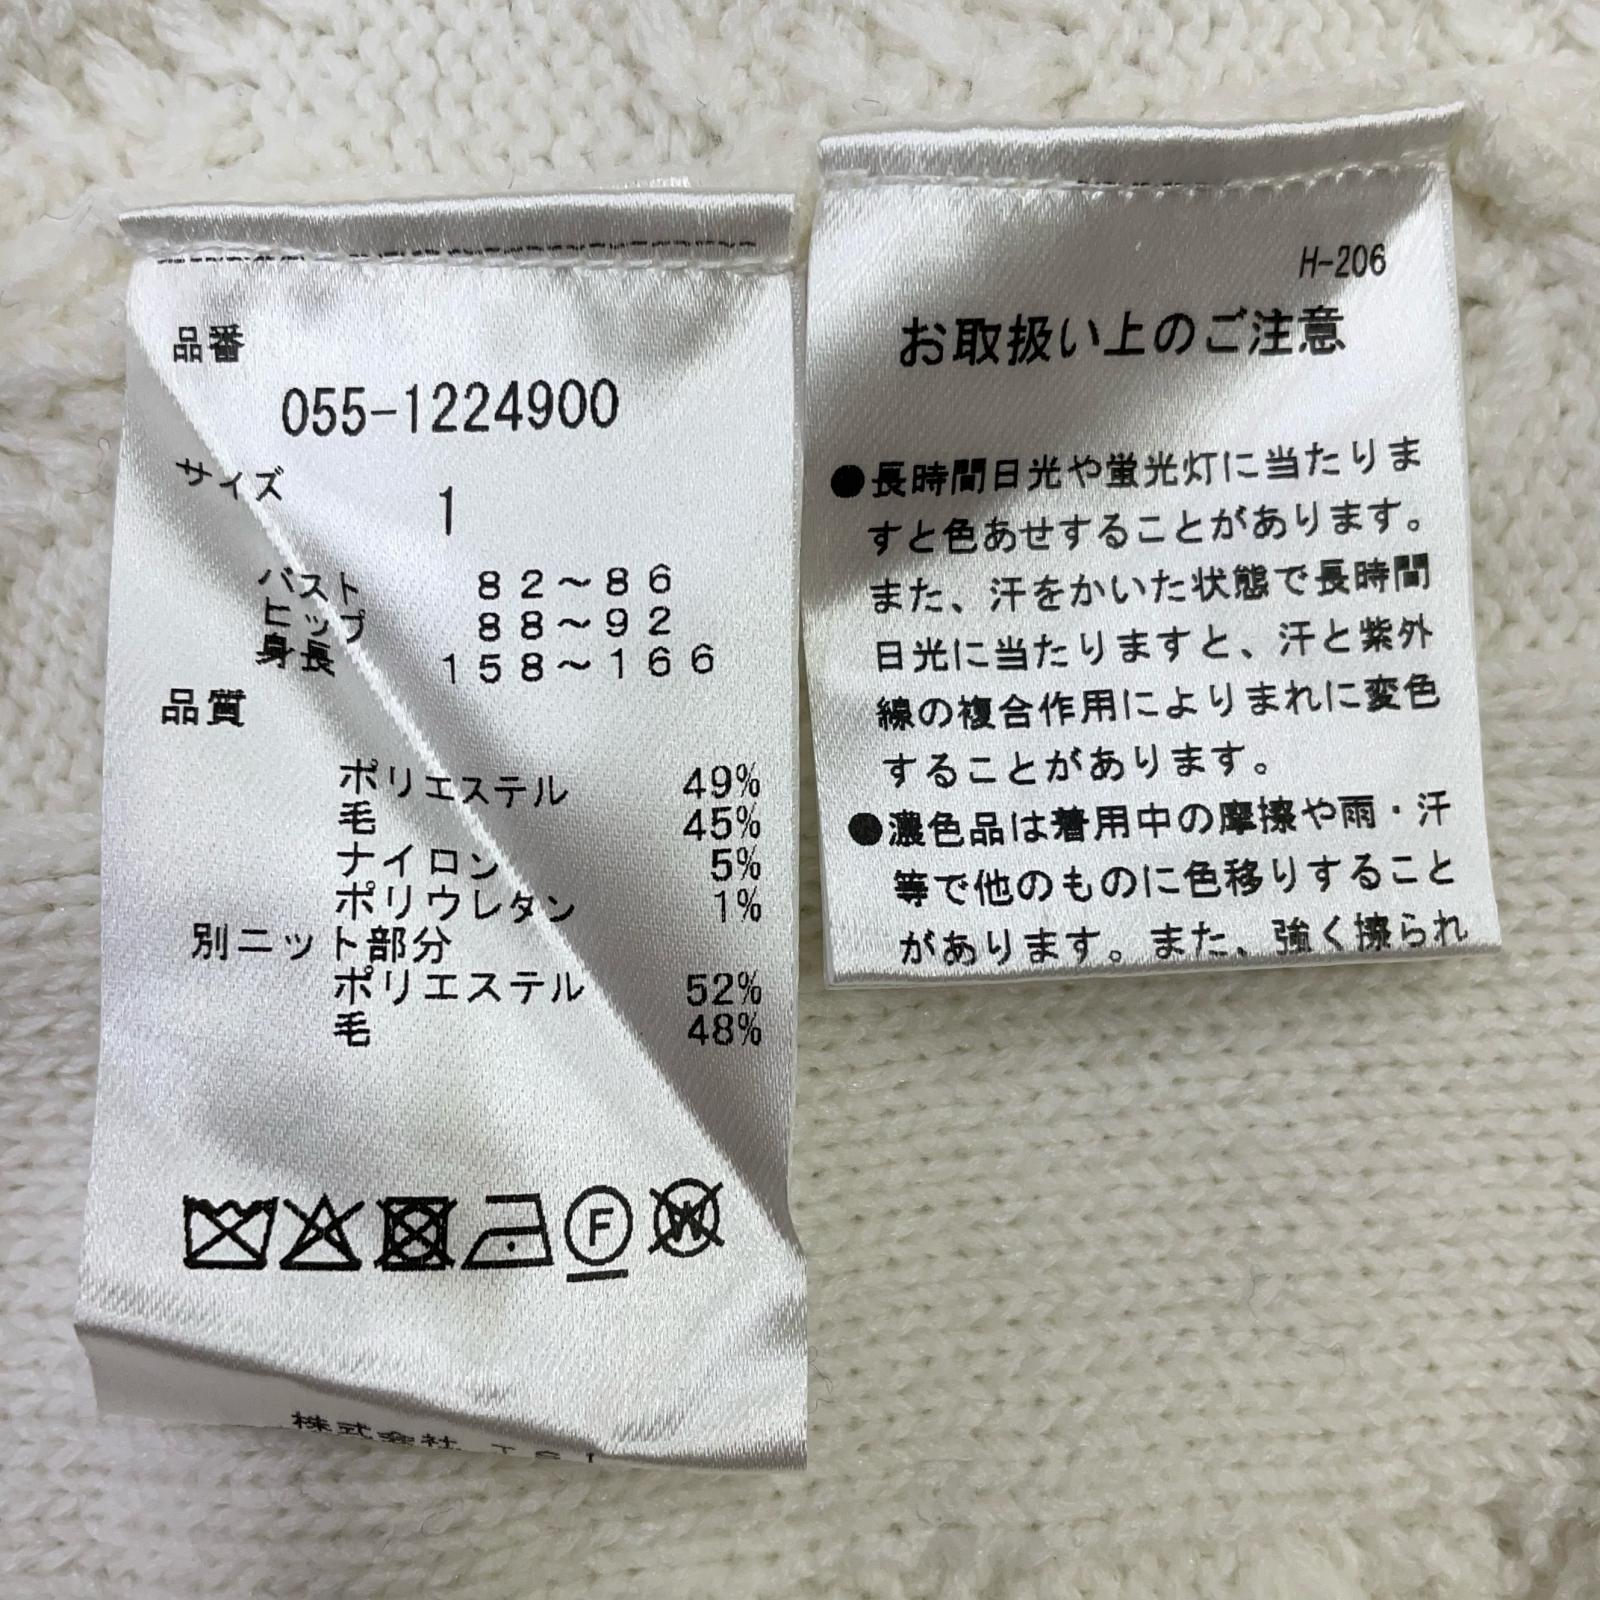 品番
055-1224900
サイズ
1
バスト 82～86
ヒップ 88～92
身長 158～166
品質
ポリエステル 49%
毛 45%
ナイロン 5%
ポリウレタン 1%
別ニット部分
ポリエステル 52%
毛 48%
F
W
株式会社
H-206
お取扱い上のご注意
●長時間日光や蛍光灯に当たりま
すと色あせすることがあります。
また、汗をかいた状態で長時間
日光に当たりますと、汗と紫外
線の複合作用によりまれに変色
することがあります。
●濃色品は着用中の摩擦や雨・汗
等で他のものに色移りすること
があります。また、強く擦られ